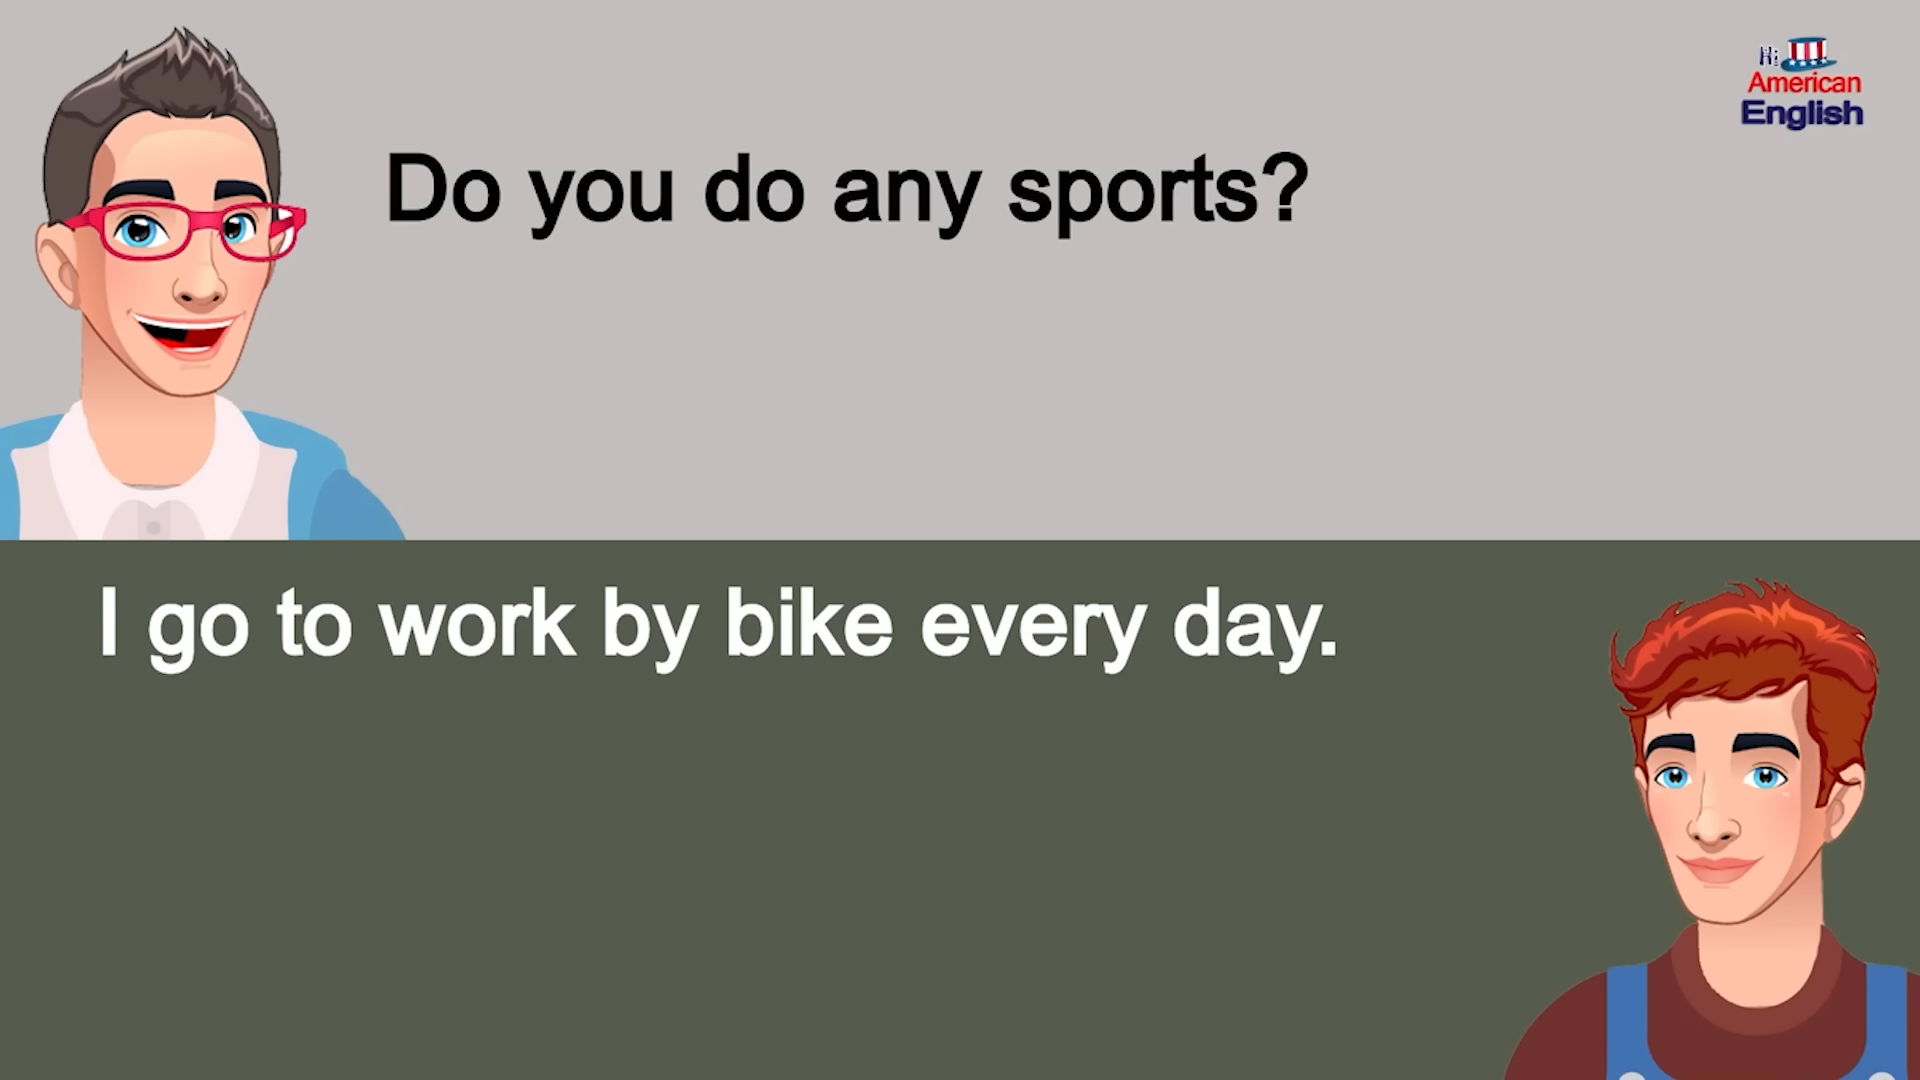 Hi
American
English
Do you do any sports?
I go to work by bike every day.